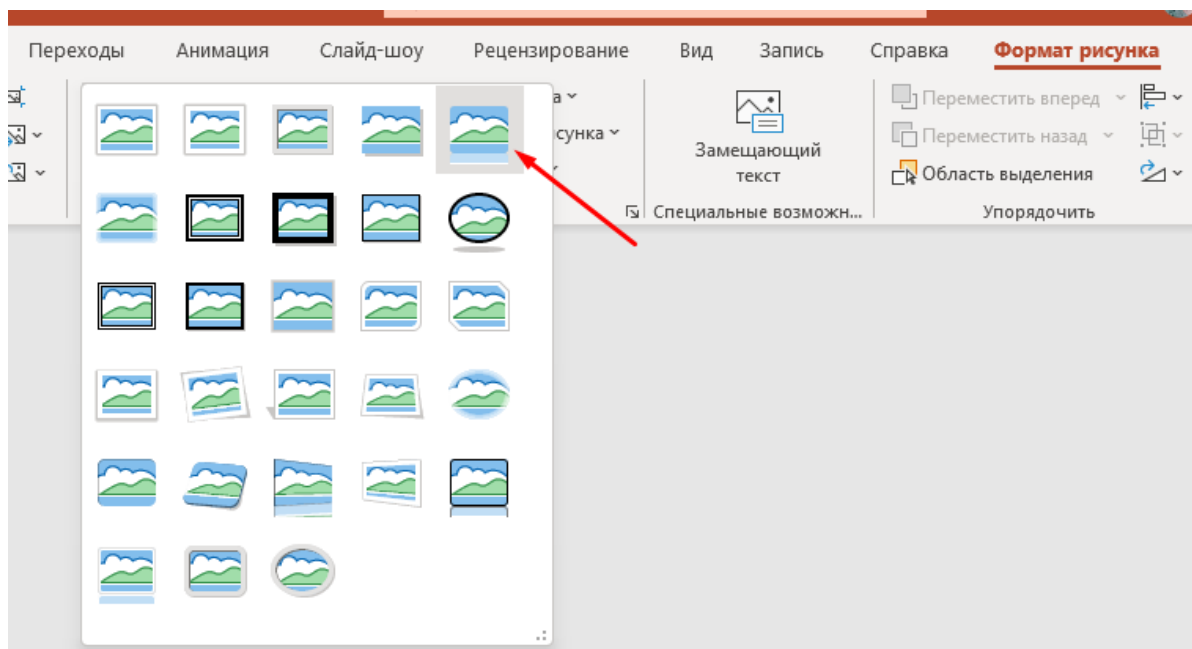 Переходы Анимация Слайд-шоу Рецензирование Вид Запись Справка Формат рисунка
Переместить вперед
Замещающий
текст
Переместить назад
Область выделения
Специальные возможн...
Упорядочить